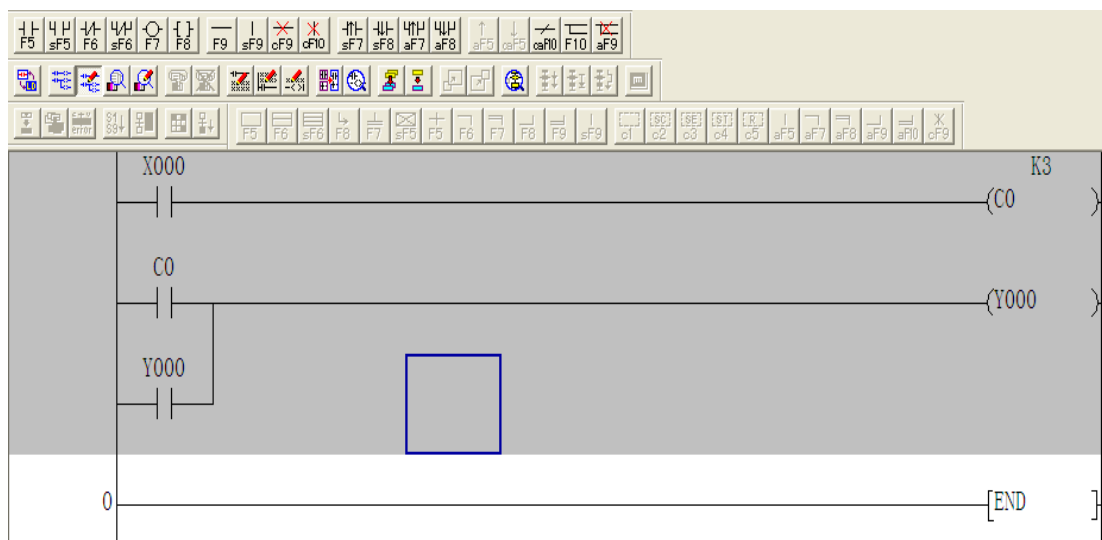 F5 sF5 F6 sF6 F7 F8 F9 sF9 cF9 cF10 sF7 sF8 aF7 aF8 aF5 caF5 caF10 F10 aF9
error
F5 F6 sF6 F8 F7 sF5 F5 F6 F7 F8 F9 sF9 c1 c2 c3 c4 c5 aF5 aF7 aF8 aF9 aF10 cF9
X000 K3
(C0 )
C0
(Y000 )
Y000
0 [END ]